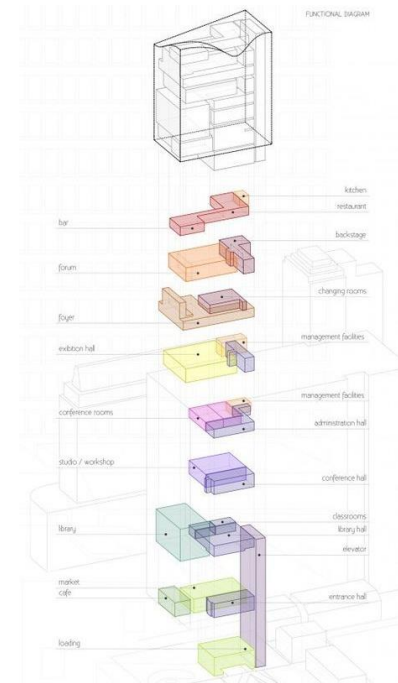 FUNCTIONAL DIAGRAM
kitchen
restaurant
bar
backstage
forum
changing rooms
foyer
management facilities
exibition hall
management facilities
conference rooms
administration hall
studio / workshop
conference hall
classrooms
library
library hall
elevator
market
cafe
entrance hall
loading